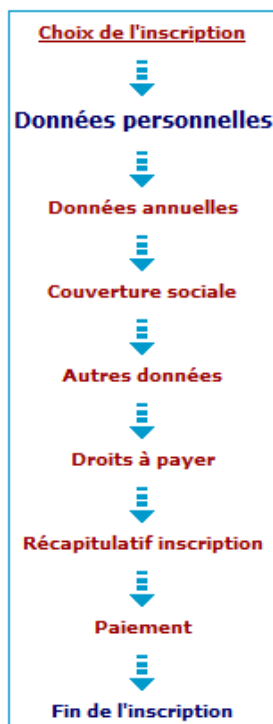 Choix de l'inscription
Données personnelles
Données annuelles
Couverture sociale
Autres données
Droits à payer
Récapitulatif inscription
Paiement
Fin de l'inscription